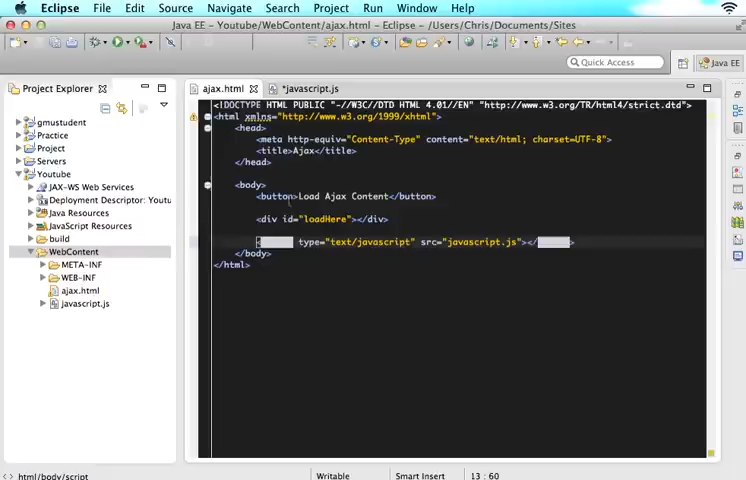 Eclipse File Edit Navigate Search Project Run Window Help
Java EE - Youtube/WebContent/ajax.html - Eclipse - /Users/Chris/Documents/Sites
Quick Access
Java EE
Project Explorer
ajax.html
*javascript.js
gmustudent
Practice
Project
Servers
Youtube
JAX-WS Web Services
Deployment Descriptor: Youtu
Java Resources
JavaScript Resources
build
WebContent
META-INF
WEB-INF
ajax.html
javascript.js
<!DOCTYPE HTML PUBLIC "-//W3C//DTD HTML 4.01//EN" "http://www.w3.org/TR/html4/strict.dtd">
<html xmlns="http://www.w3.org/1999/xhtml">
<head>
<meta http-equiv="Content-Type" content="text/html; charset=UTF-8">
<title>Ajax</title>
</head>
<body>
<button>Load Ajax Content</button>
<div id="loadHere"></div>
< type="text/javascript" src="javascript.js"></ >
</body>
</html>
html/body/script
Writable
Smart Insert
13 : 60